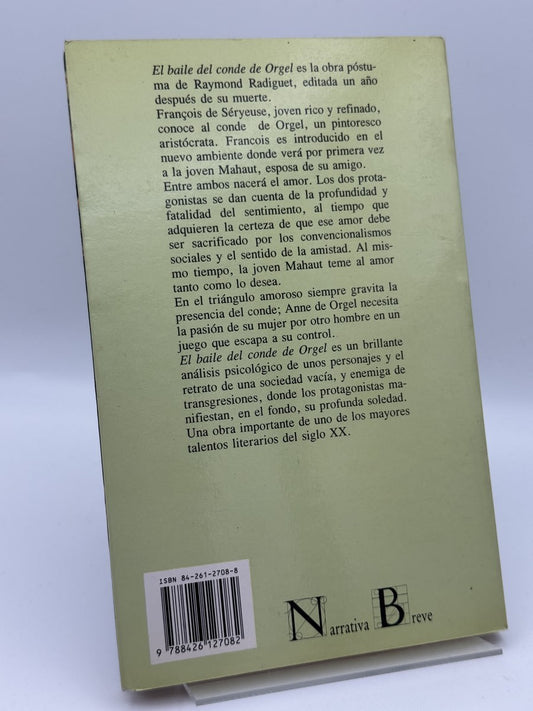 El baile del conde de Orgel es la obra póstu-
ma de Raymond Radiguet, editada un año
después de su muerte.
François de Séryeuse, joven rico y refinado,
conoce al conde de Orgel, un pintoresco
aristócrata. Francois es introducido en el
nuevo ambiente donde verá por primera vez
a la joven Mahaut, esposa de su amigo.
Entre ambos nacerá el amor. Los dos prota-
gonistas se dan cuenta de la profundidad y
fatalidad del sentimiento, al tiempo que
adquieren la certeza de que ese amor debe
ser sacrificado por los convencionalismos
sociales y el sentido de la amistad. Al mis-
mo tiempo, la joven Mahaut teme al amor
tanto como lo desea.
En el triángulo amoroso siempre gravita la
presencia del conde; Anne de Orgel necesita
la pasión de su mujer por otro hombre en un
juego que escapa a su control.
El baile del conde de Orgel es un brillante
análisis psicológico de unos personajes y el
retrato de una sociedad vacía, y enemiga de
transgresiones, donde los protagonistas ma-
nifiestan, en el fondo, su profunda soledad.
Una obra importante de uno de los mayores
talentos literarios del siglo XX.
ISBN 84-261-2708-8
9 788426 127082
Narrativa Breve